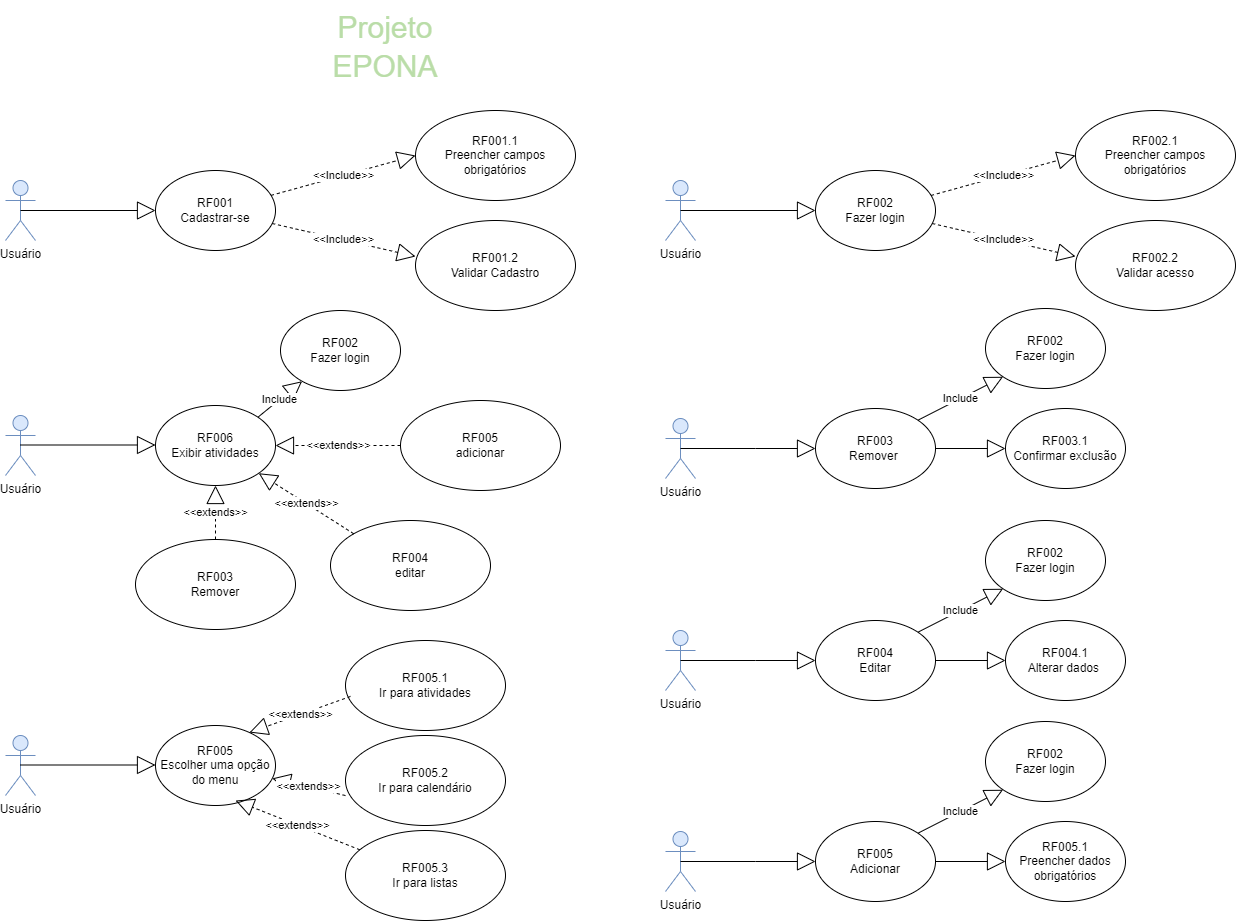 Projeto
EPONA
RF001.1
Preencher campos
obrigatórios
<<Include>>
RF001
Cadastrar-se
Usuário
<<Include>>
RF001.2
Validar Cadastro
RF002.1
Preencher campos
obrigatórios
<<Include>>
RF002
Fazer login
Usuário
<<Include>>
RF002.2
Validar acesso
RF002
Fazer login
Include
RF006
Exibir atividades
<<extends>>
RF005
adicionar
Usuário
<<extends>>
<<extends>>
RF004
editar
RF003
Remover
RF002
Fazer login
Include
RF003
Remover
RF003.1
Confirmar exclusão
Usuário
RF002
Fazer login
Include
RF004
Editar
RF004.1
Alterar dados
Usuário
RF005.1
Ir para atividades
<<extends>>
RF005
Escolher uma opção
do menu
RF005.2
Ir para calendário
<<extends>>
Usuário
<<extends>>
RF005.3
Ir para listas
RF002
Fazer login
Include
RF005
Adicionar
RF005.1
Preencher dados
obrigatórios
Usuário